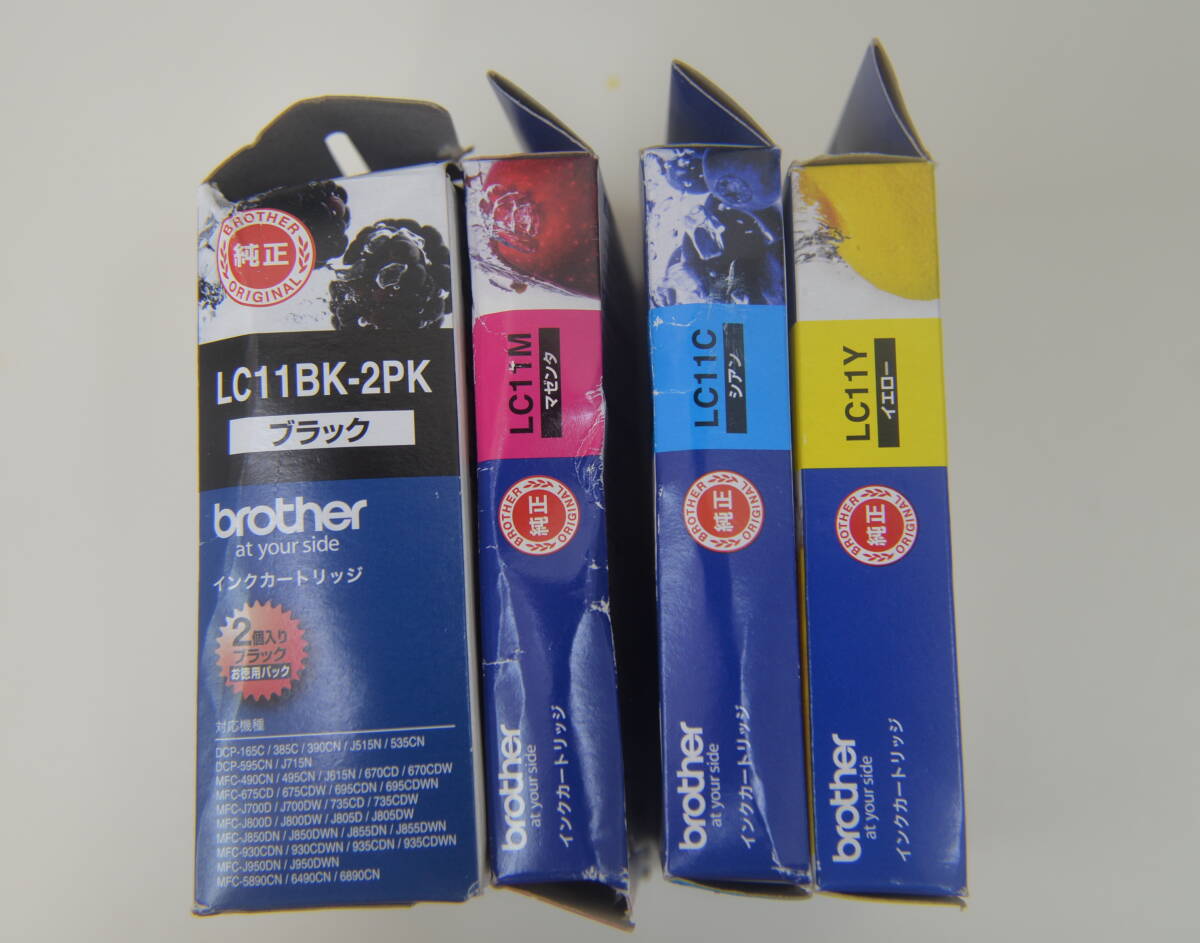 BROTHER
純正
ORIGINAL
LC11BK-2PK
ブラック
brother
at your side
インクカートリッジ
2個入り
ブラック
お徳用パック
対応機種
DCP-165C / 385C / 390CN / J515N / 535CN
DCP-595CN / J715N
MFC-490CN / 495CN / J615N / 670CD / 670CDW
MFC-675CD / 675CDW / 695CDN / 695CDWN
MFC-J700D / J700DW / 735CD / 735CDW
MFC-J800D / J800DW / J805D / J805DW
MFC-J850DN / J850DWN / J855DN / J855DWN
MFC-930CDN / 930CDWN / 935CDN / 935CDWN
MFC-J950DN / J950DWN
MFC-5890CN / 6490CN / 6890CN
LC11M
マゼンタ
BROTHER
純正
ORIGINAL
brother
at your side
インクカートリッジ
LC11C
シアン
BROTHER
純正
ORIGINAL
brother
at your side
インクカートリッジ
LC11Y
イエロー
BROTHER
純正
ORIGINAL
brother
at your side
インクカートリッジ